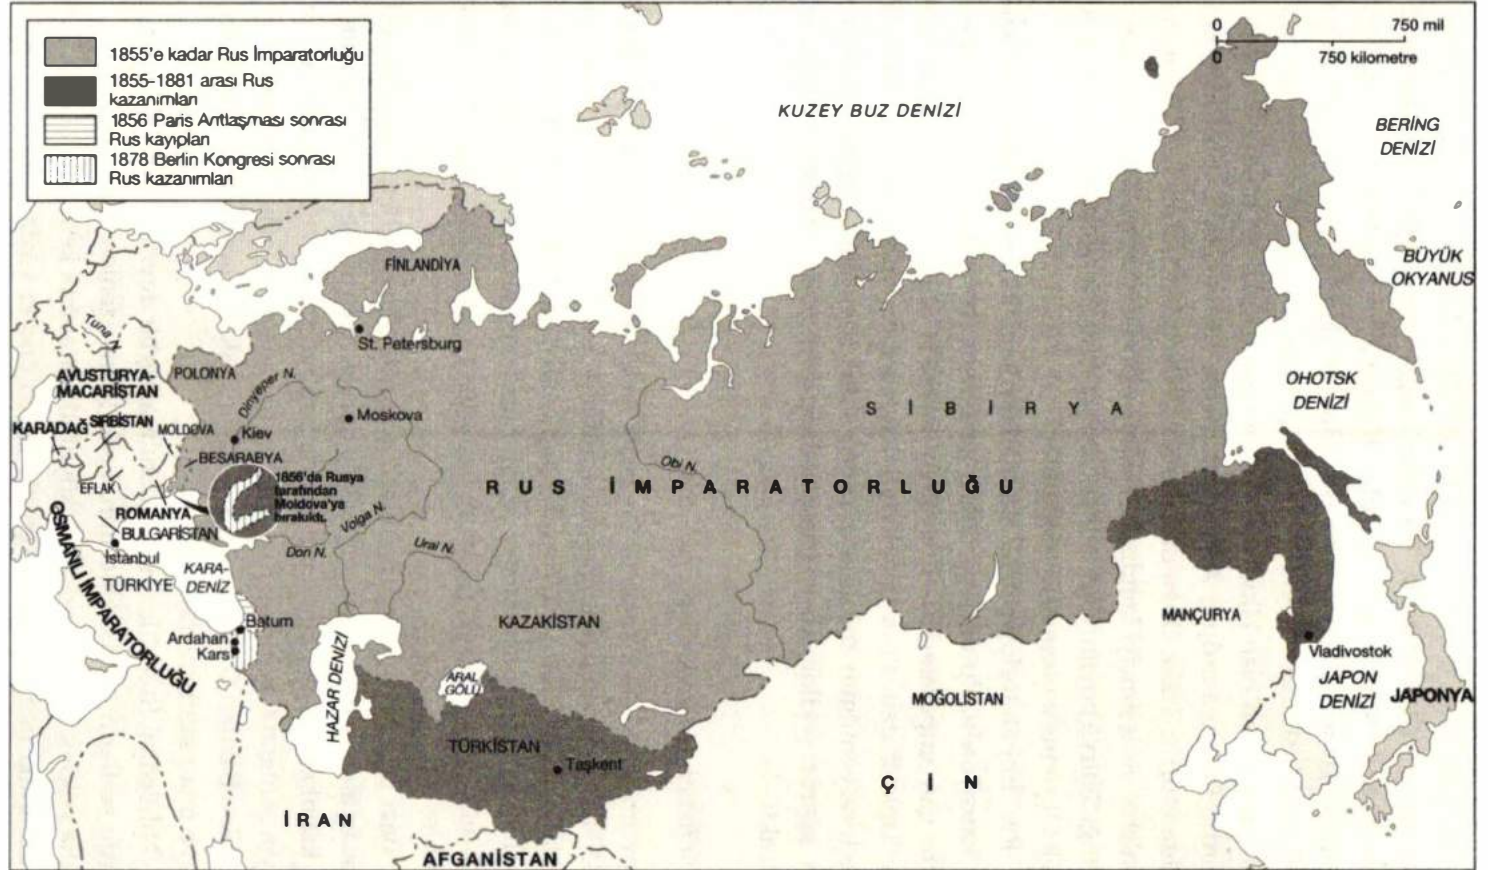 1855'e kadar Rus İmparatorluğu
1855-1881 arası Rus
kazanımları
1856 Paris Antlaşması sonrası
Rus kayıpları
1878 Berlin Kongresi sonrası
Rus kazanımları
0 750 mil
0 750 kilometre
KUZEY BUZ DENİZİ
BERİNG
DENİZİ
BÜYÜK
OKYANUS
FİNLANDİYA
St. Petersburg
Tuna N.
POLONYA
Dinyeper N.
AVUSTURYA-
MACARİSTAN
Moskova
OHOTSK
DENİZİ
SİBİRYA
KARADAĞ
SIRBİSTAN
MOLDOVA
Kiev
BESARABYA
Obi N.
1856'da Rusya
tarafından
Moldova'ya
bırakıldı.
RUS İMPARATORLUĞU
EFLAK
ROMANYA
Volga N.
BULGARİSTAN
İstanbul
Don N.
Ural N.
OSMANLI İMPARATORLUĞU
KARA-
DENİZ
TÜRKİYE
KAZAKİSTAN
MANÇURYA
Batum
Ardahan
Kars
Vladivostok
HAZAR DENİZİ
ARAL
GÖLÜ
JAPON
DENİZİ
JAPONYA
MOĞOLİSTAN
TÜRKİSTAN
Taşkent
ÇİN
İRAN
AFGANİSTAN